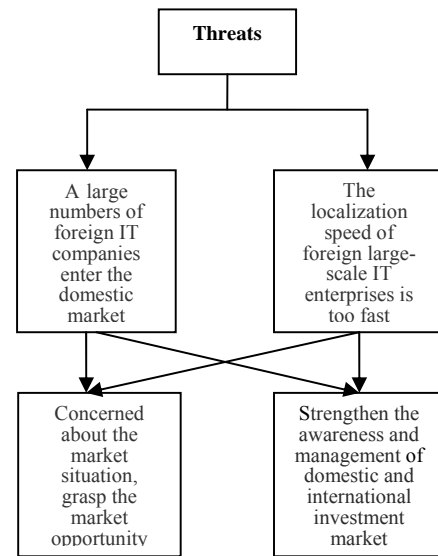 Threats
A large
numbers of
foreign IT
companies
enter the
domestic
market
The
localization
speed of
foreign large-
scale IT
enterprises is
too fast
Concerned
about the
market
situation,
grasp the
market
opportunity
Strengthen the
awareness and
management of
domestic and
international
investment
market